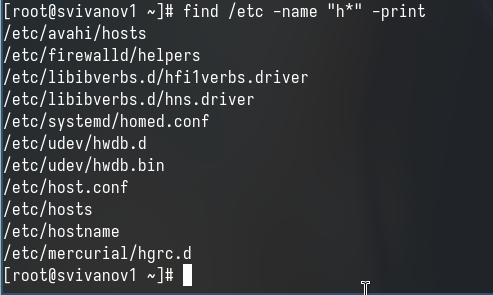 [root@svivanov1 ~]# find /etc -name "h*" -print
/etc/avahi/hosts
/etc/firewalld/helpers
/etc/libibverbs.d/hfi1verbs.driver
/etc/libibverbs.d/hns.driver
/etc/systemd/homed.conf
/etc/udev/hwdb.d
/etc/udev/hwdb.bin
/etc/host.conf
/etc/hosts
/etc/hostname
/etc/mercurial/hgrc.d
[root@svivanov1 ~]#